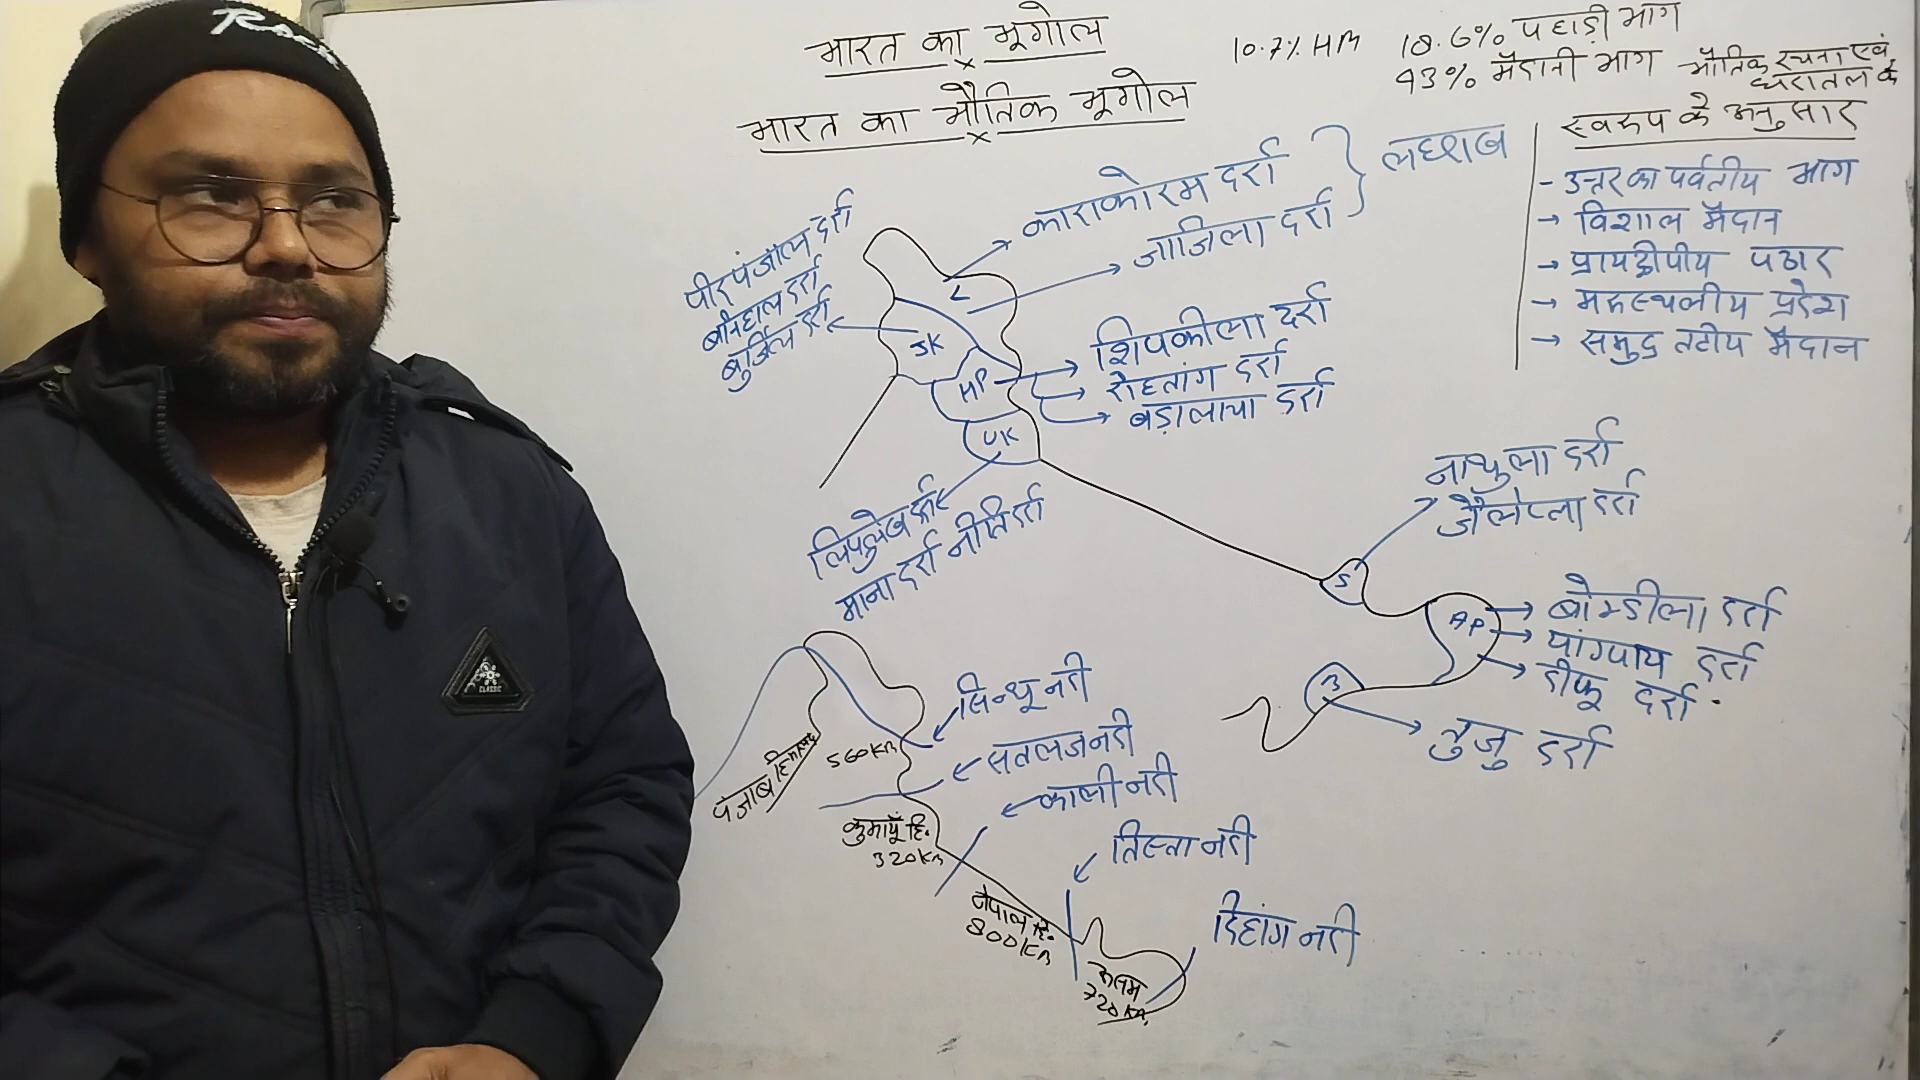 भारत का भूगोल
भारत का भौतिक भूगोल
10.7% HM
18.6% पहाड़ी भाग
43% मैदानी भाग
भौतिक रचना एवं
धरातल के
स्वरुप के अनुसार
- उत्तर का पर्वतीय भाग
→ विशाल मैदान
→ प्रायद्वीपीय पठार
→ मरुस्थलीय प्रदेश
→ समुद्र तटीय मैदान
काराकोरम दर्रा
जाजिला दर्रा
पीरपंजाल दर्रा
बनिहाल दर्रा
बुर्जिल दर्रा
L
JK
HP
UK
शिपकीला दर्रा
रोहतांग दर्रा
बड़ालाचा दर्रा
लिपुलेख दर्रा
माना दर्रा नीति दर्रा
नाथुला दर्रा
जैलेप्ला दर्रा
S
AP
बोमडीला दर्रा
यांग्याप दर्रा
दीफू दर्रा
तुजु दर्रा
सिन्धू नदी
सतलज नदी
काली नदी
तिस्ता नदी
दिहांग नदी
पंजाब हिमालय
560Km
कुमायूँ हि.
320Km
नेपाल हि.
800Km
असम
720Km
CLASSIC